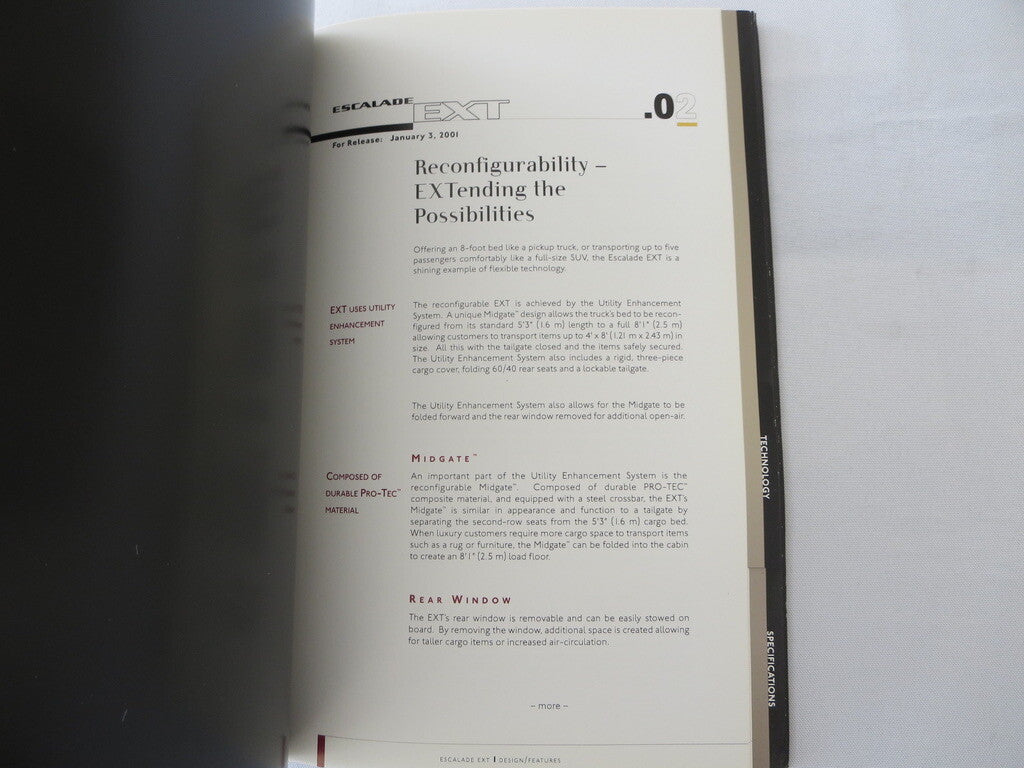 ESCALADE EXT
.02
For Release: January 3, 2001
Reconfigurability –
EXTending the
Possibilities
Offering an 8-foot bed like a pickup truck, or transporting up to five
passengers comfortably like a full-size SUV, the Escalade EXT is a
shining example of flexible technology.
EXT USES UTILITY
ENHANCEMENT
SYSTEM
The reconfigurable EXT is achieved by the Utility Enhancement
System. A unique Midgate™ design allows the truck's bed to be recon-
figured from its standard 5'3" (1.6 m) length to a full 8'1" (2.5 m)
allowing customers to transport items up to 4' x 8' (1.21 m x 2.43 m) in
size. All this with the tailgate closed and the items safely secured.
The Utility Enhancement System also includes a rigid, three-piece
cargo cover, folding 60/40 rear seats and a lockable tailgate.
The Utility Enhancement System also allows for the Midgate to be
folded forward and the rear window removed for additional open-air.
MIDGATE™
COMPOSED OF
DURABLE PRO-TEC™
MATERIAL
An important part of the Utility Enhancement System is the
reconfigurable Midgate™. Composed of durable PRO-TEC™
composite material, and equipped with a steel crossbar, the EXT's
Midgate™ is similar in appearance and function to a tailgate by
separating the second-row seats from the 5'3" (1.6 m) cargo bed.
When luxury customers require more cargo space to transport items
such as a rug or furniture, the Midgate™ can be folded into the cabin
to create an 8'1" (2.5 m) load floor.
REAR WINDOW
The EXT's rear window is removable and can be easily stowed on
board. By removing the window, additional space is created allowing
for taller cargo items or increased air-circulation.
– more –
ESCALADE EXT | DESIGN/FEATURES
TECHNOLOGY
SPECIFICATIONS